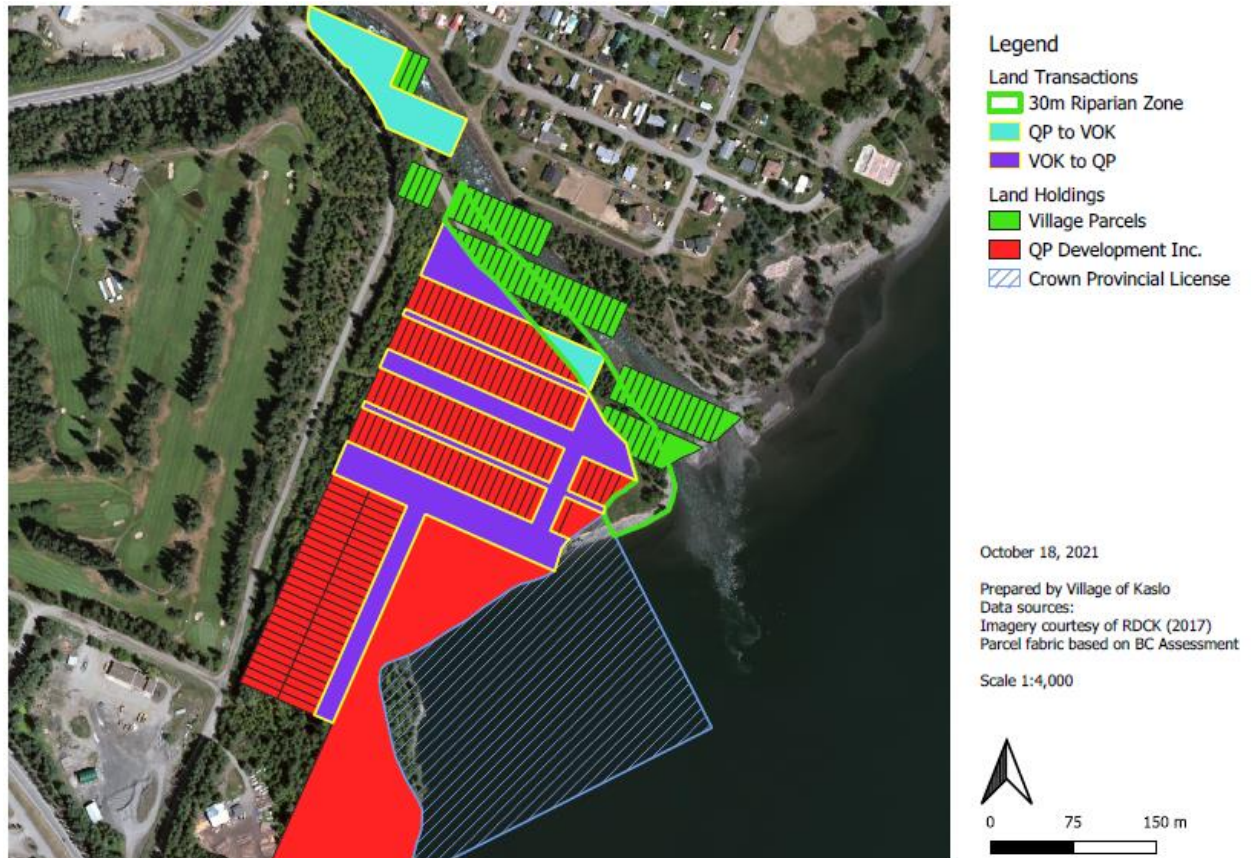 Legend
Land Transactions
30m Riparian Zone
QP to VOK
VOK to QP
Land Holdings
Village Parcels
QP Development Inc.
Crown Provincial License
October 18, 2021
Prepared by Village of Kaslo
Data sources:
Imagery courtesy of RDCK (2017)
Parcel fabric based on BC Assessment
Scale 1:4,000
0 75 150 m